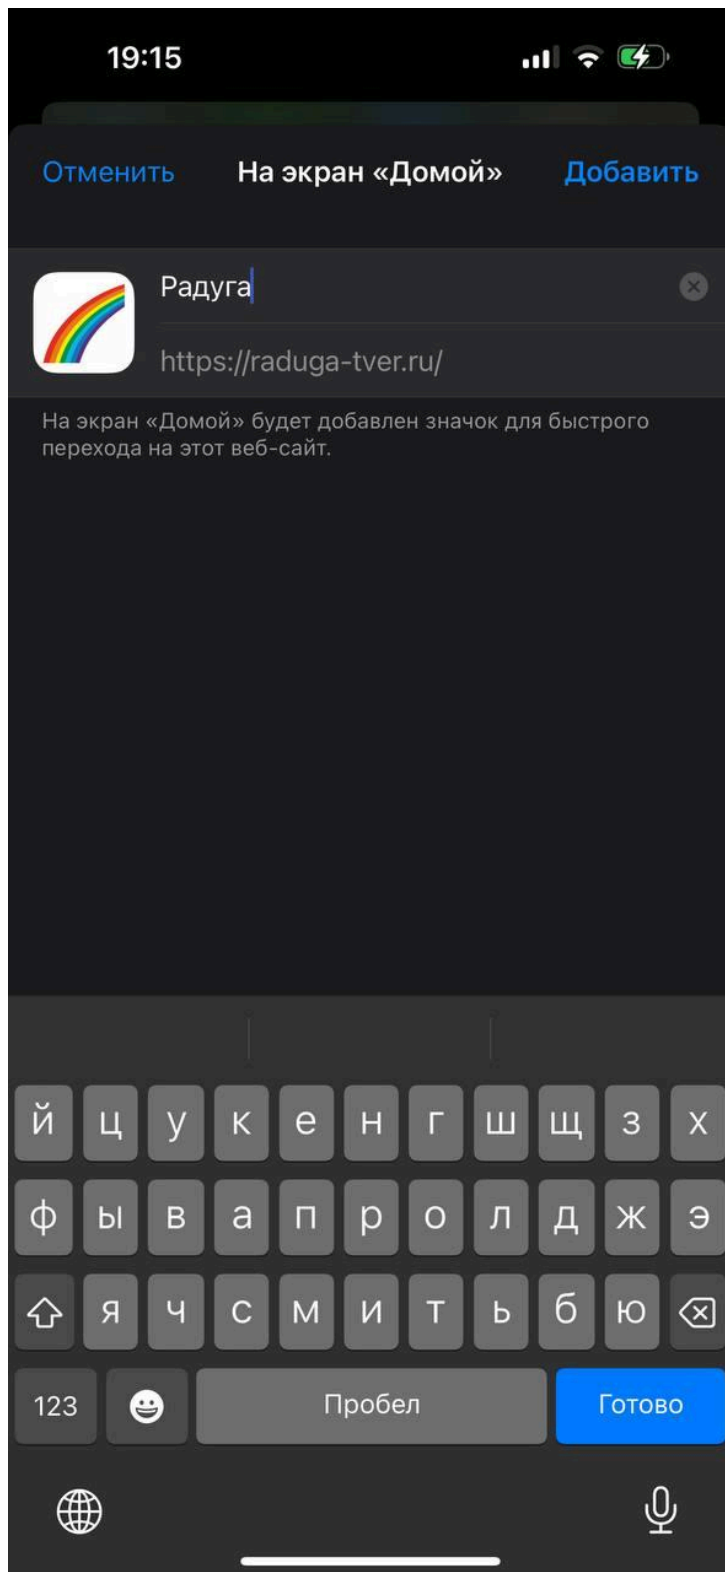 19:15
Отменить На экран «Домой» Добавить
Радуга
https://raduga-tver.ru/
На экран «Домой» будет добавлен значок для быстрого
перехода на этот веб-сайт.
й ц у к е н г ш щ з х
ф ы в а п р о л д ж э
я ч с м и т ь б ю
123 Пробел Готово